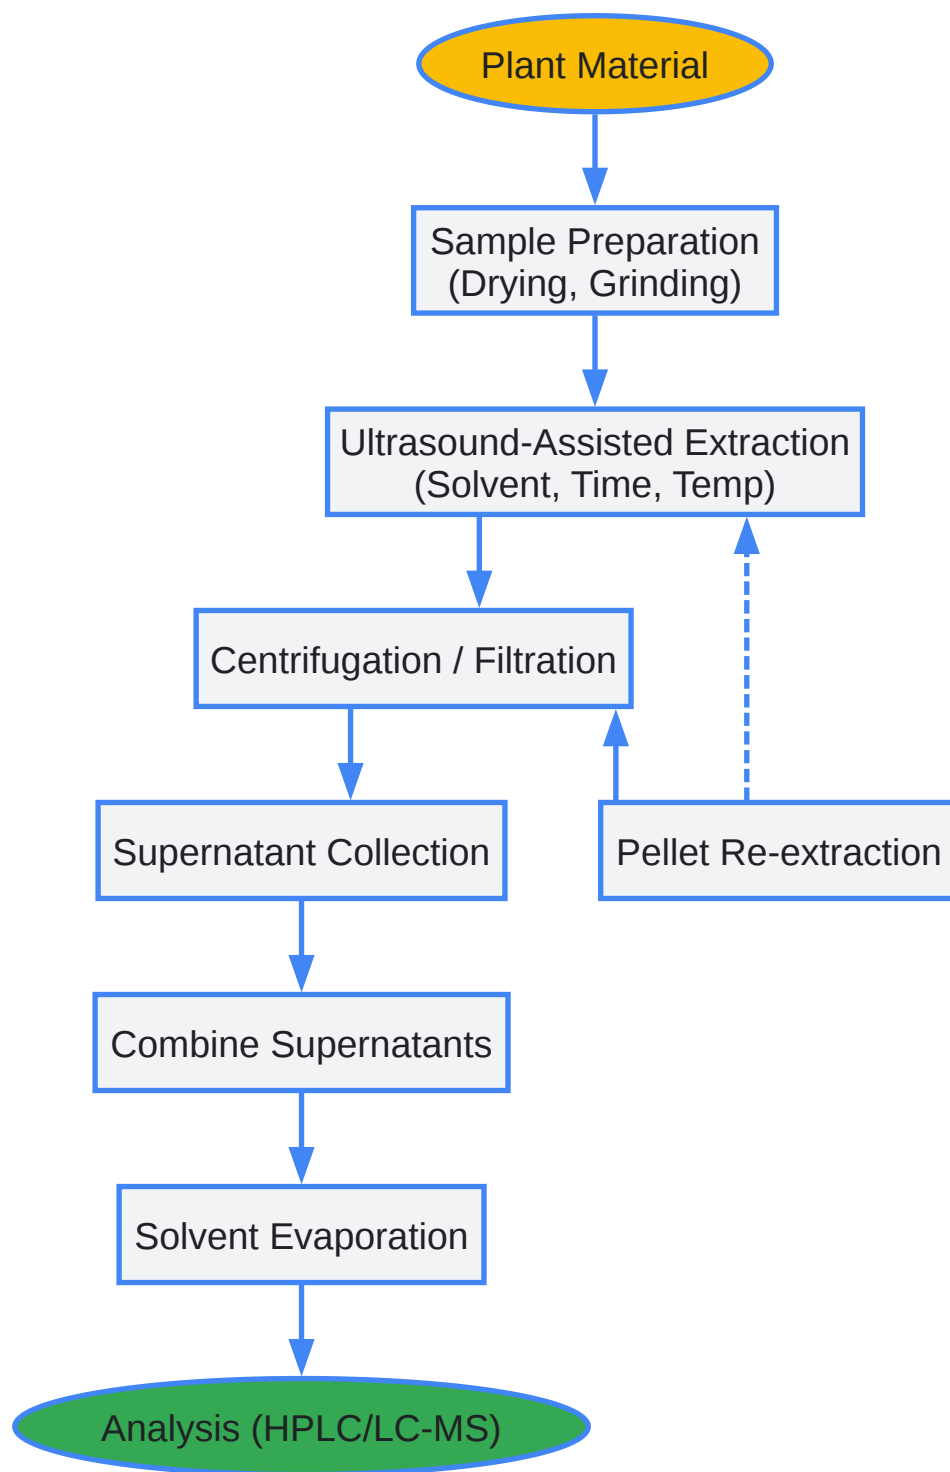 Plant Material
Sample Preparation
(Drying, Grinding)
Ultrasound-Assisted Extraction
(Solvent, Time, Temp)
Centrifugation / Filtration
Supernatant Collection
Pellet Re-extraction
Combine Supernatants
Solvent Evaporation
Analysis (HPLC/LC-MS)